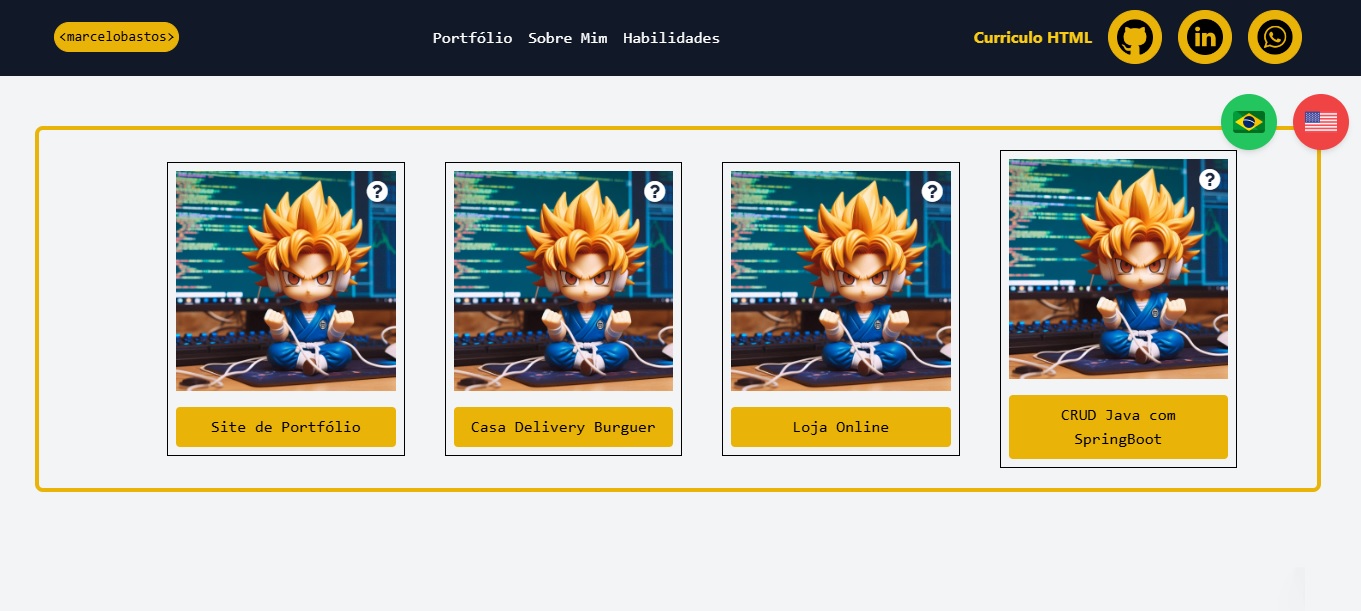 <marcelobastos>
Portfólio Sobre Mim Habilidades
Curriculo HTML
in
?
?
?
?
Site de Portfólio
Casa Delivery Burguer
Loja Online
CRUD Java com
SpringBoot